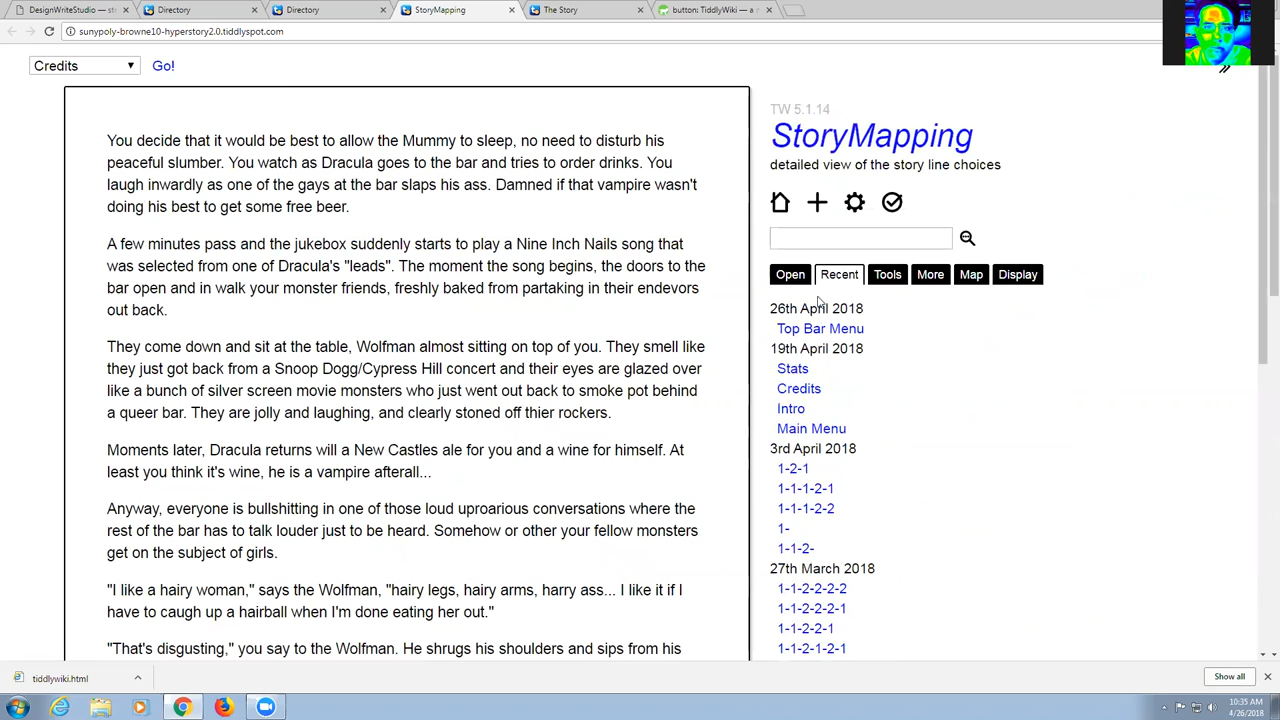 DesignWriteStudio — st
Directory
Directory
StoryMapping
The Story
button: TiddlyWiki — a
sunypoly-browne10-hyperstory2.0.tiddlyspot.com
Credits
Go!
You decide that it would be best to allow the Mummy to sleep, no need to disturb his
peaceful slumber. You watch as Dracula goes to the bar and tries to order drinks. You
laugh inwardly as one of the gays at the bar slaps his ass. Damned if that vampire wasn't
doing his best to get some free beer.
A few minutes pass and the jukebox suddenly starts to play a Nine Inch Nails song that
was selected from one of Dracula's "leads". The moment the song begins, the doors to the
bar open and in walk your monster friends, freshly baked from partaking in their endevors
out back.
They come down and sit at the table, Wolfman almost sitting on top of you. They smell like
they just got back from a Snoop Dogg/Cypress Hill concert and their eyes are glazed over
like a bunch of silver screen movie monsters who just went out back to smoke pot behind
a queer bar. They are jolly and laughing, and clearly stoned off thier rockers.
Moments later, Dracula returns will a New Castles ale for you and a wine for himself. At
least you think it's wine, he is a vampire afterall...
Anyway, everyone is bullshitting in one of those loud uproarious conversations where the
rest of the bar has to talk louder just to be heard. Somehow or other your fellow monsters
get on the subject of girls.
"I like a hairy woman," says the Wolfman, "hairy legs, hairy arms, harry ass... I like it if I
have to caugh up a hairball when I'm done eating her out."
"That's disgusting," you say to the Wolfman. He shrugs his shoulders and sips from his
TW 5.1.14
StoryMapping
detailed view of the story line choices
Open Recent Tools More Map Display
26th April 2018
Top Bar Menu
19th April 2018
Stats
Credits
Intro
Main Menu
3rd April 2018
1-2-1
1-1-1-2-1
1-1-1-2-2
1-
1-1-2-
27th March 2018
1-1-2-2-2-2
1-1-2-2-2-1
1-1-2-2-1
1-1-2-1-2-1
tiddlywiki.html
Show all
10:35 AM
4/26/2018